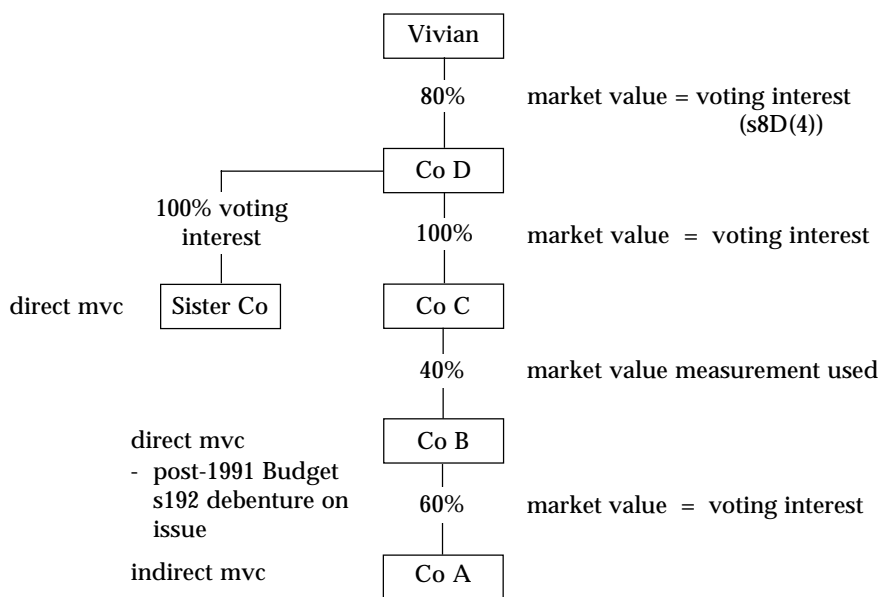 Vivian
80%
market value = voting interest
(s8D(4))
Co D
100% voting
interest
100%
market value = voting interest
direct mvc
Sister Co
Co C
40%
market value measurement used
direct mvc
- post-1991 Budget
s192 debenture on
issue
Co B
60%
market value = voting interest
indirect mvc
Co A